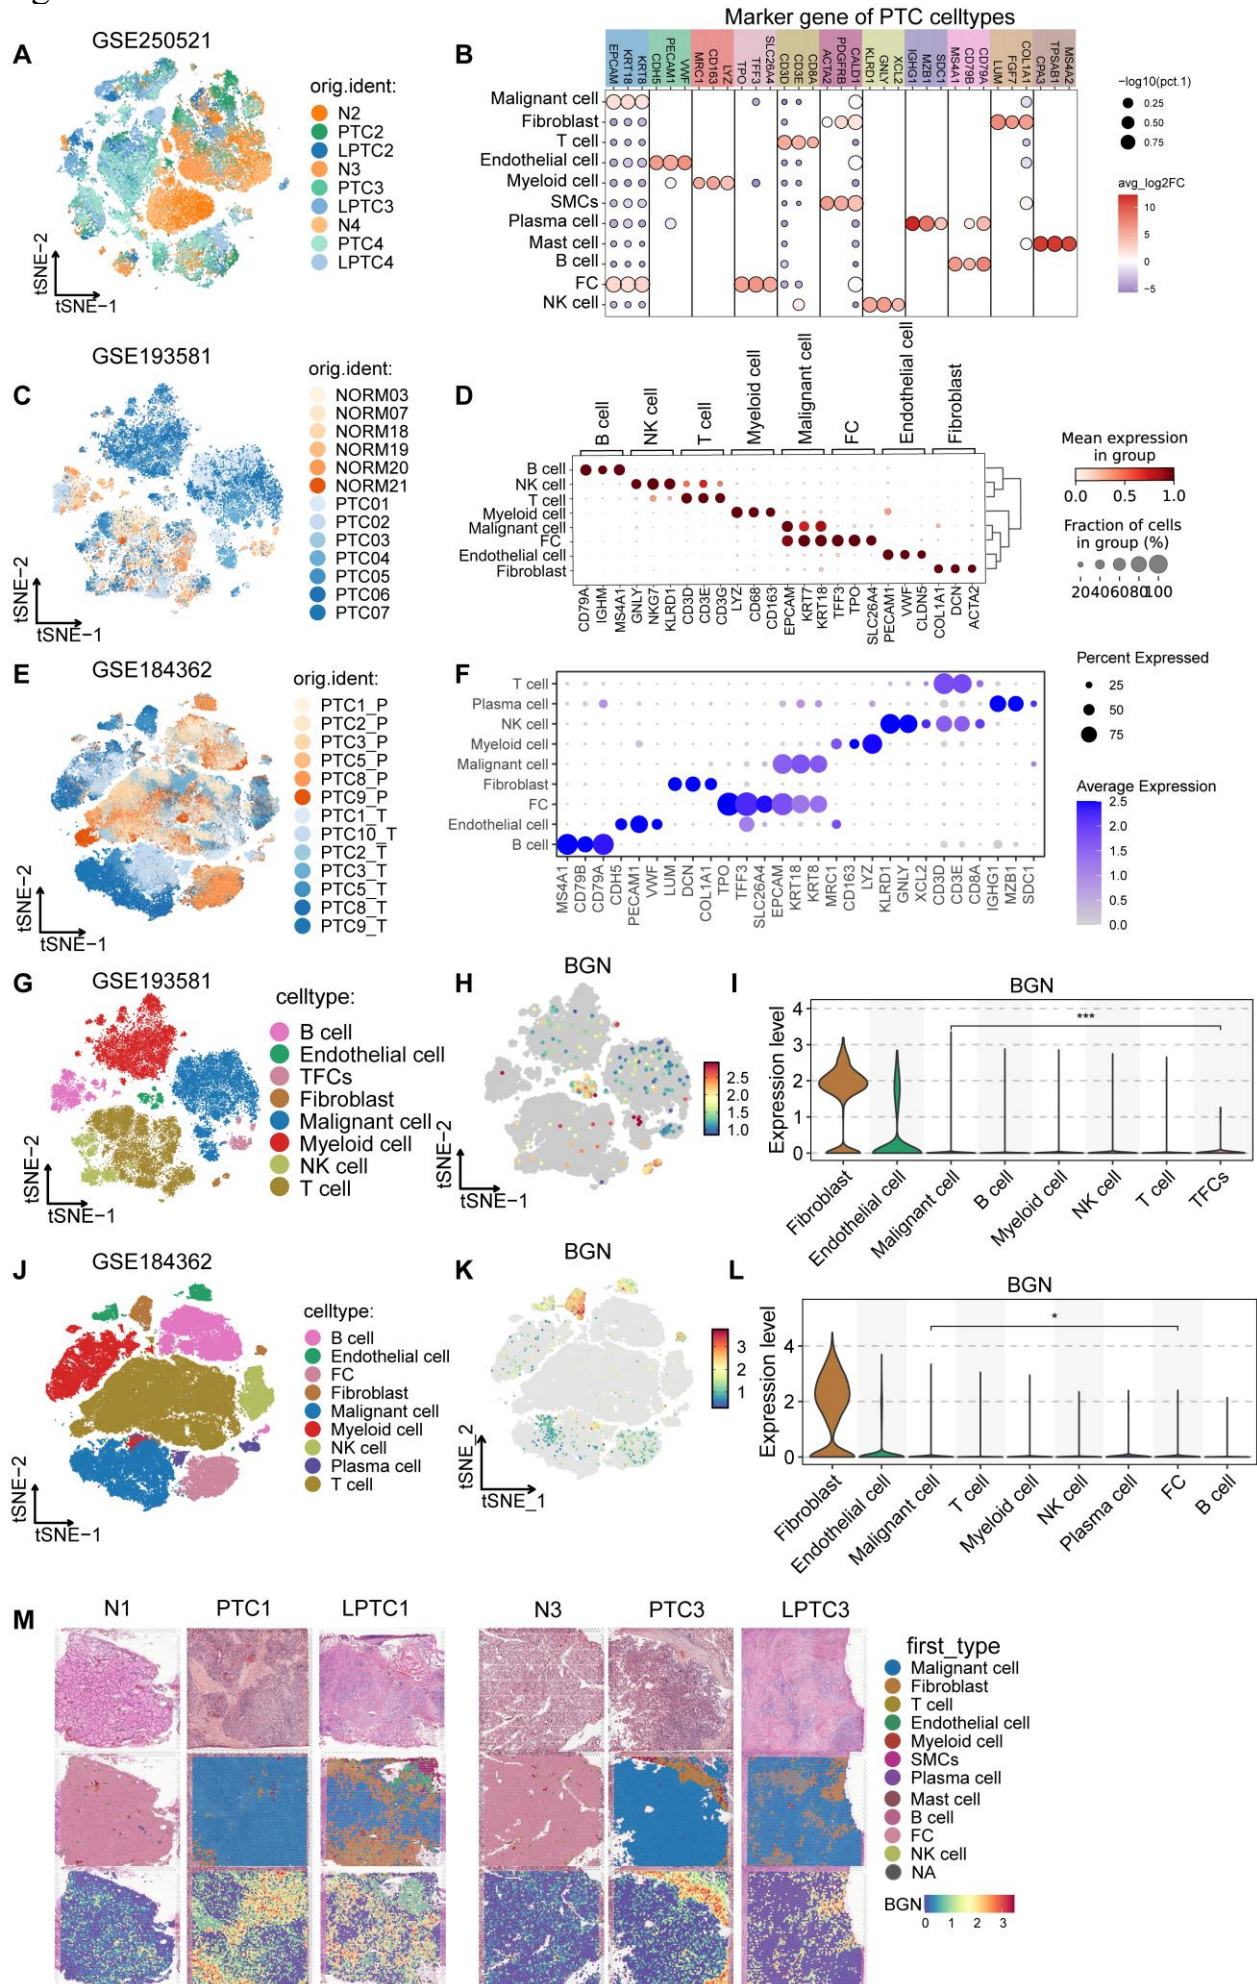 A
GSE250521
orig.ident:
N2
PTC2
LPTC2
N3
PTC3
LPTC3
N4
PTC4
LPTC4
tSNE-2
tSNE-1
B
Marker gene of PTC celltypes
EPCAM
KRT18
KRT8
CDH5
PECAM1
VWF
MRC1
CD163
LYZ
TPO
TFF3
SLC26A4
CD3D
CD3E
CD8A
ACTA2
PDGFRB
CALD1
KLRD1
GNLY
XCL2
IGHG1
MZB1
SDC1
MS4A1
CD79B
CD79A
LUM
FGF7
COL1A1
CPA3
TPSAB1
MS4A2
Malignant cell
Fibroblast
T cell
Endothelial cell
Myeloid cell
SMCs
Plasma cell
Mast cell
B cell
FC
NK cell
-log10(pct.1)
0.25
0.50
0.75
avg_log2FC
10
5
0
-5
C
GSE193581
orig.ident:
NORM03
NORM07
NORM18
NORM19
NORM20
NORM21
PTC01
PTC02
PTC03
PTC04
PTC05
PTC06
PTC07
tSNE-2
tSNE-1
D
B cell
NK cell
T cell
Myeloid cell
Malignant cell
FC
Endothelial cell
Fibroblast
B cell
NK cell
T cell
Myeloid cell
Malignant cell
FC
Endothelial cell
Fibroblast
CD79A
IGHM
MS4A1
GNLY
NKG7
KLRD1
CD3D
CD3E
CD3G
LYZ
CD68
CD163
EPCAM
KRT7
KRT18
TFF3
TPO
SLC26A4
PECAM1
VWF
CLDN5
COL1A1
DCN
ACTA2
Mean expression
in group
0.0 0.5 1.0
Fraction of cells
in group (%)
20406080100
E
GSE184362
orig.ident:
PTC1_P
PTC2_P
PTC3_P
PTC5_P
PTC8_P
PTC9_P
PTC1_T
PTC10_T
PTC2_T
PTC3_T
PTC5_T
PTC8_T
PTC9_T
tSNE-2
tSNE-1
F
T cell
Plasma cell
NK cell
Myeloid cell
Malignant cell
Fibroblast
FC
Endothelial cell
B cell
MS4A1
CD79B
CD79A
CDH5
PECAM1
VWF
LUM
DCN
COL1A1
TPO
TFF3
SLC26A4
EPCAM
KRT18
KRT8
MRC1
CD163
LYZ
KLRD1
GNLY
XCL2
CD3D
CD3E
CD8A
IGHG1
MZB1
SDC1
Percent Expressed
25
50
75
Average Expression
2.5
2.0
1.5
1.0
0.5
0.0
G
GSE193581
celltype:
B cell
Endothelial cell
TFCs
Fibroblast
Malignant cell
Myeloid cell
NK cell
T cell
tSNE-2
tSNE-1
H
BGN
2.5
2.0
1.5
1.0
tSNE-2
tSNE-1
I
BGN
Expression level
4
3
2
1
0
***
Fibroblast
Endothelial cell
Malignant cell
B cell
Myeloid cell
NK cell
T cell
TFCs
J
GSE184362
celltype:
B cell
Endothelial cell
FC
Fibroblast
Malignant cell
Myeloid cell
NK cell
Plasma cell
T cell
tSNE-2
tSNE-1
K
BGN
3
2
1
tSNE_2
tSNE_1
L
BGN
Expression level
4
2
0
*
Fibroblast
Endothelial cell
Malignant cell
T cell
Myeloid cell
NK cell
Plasma cell
FC
B cell
M
N1 PTC1 LPTC1 N3 PTC3 LPTC3
first_type
Malignant cell
Fibroblast
T cell
Endothelial cell
Myeloid cell
SMCs
Plasma cell
Mast cell
B cell
FC
NK cell
NA
BGN
0 1 2 3